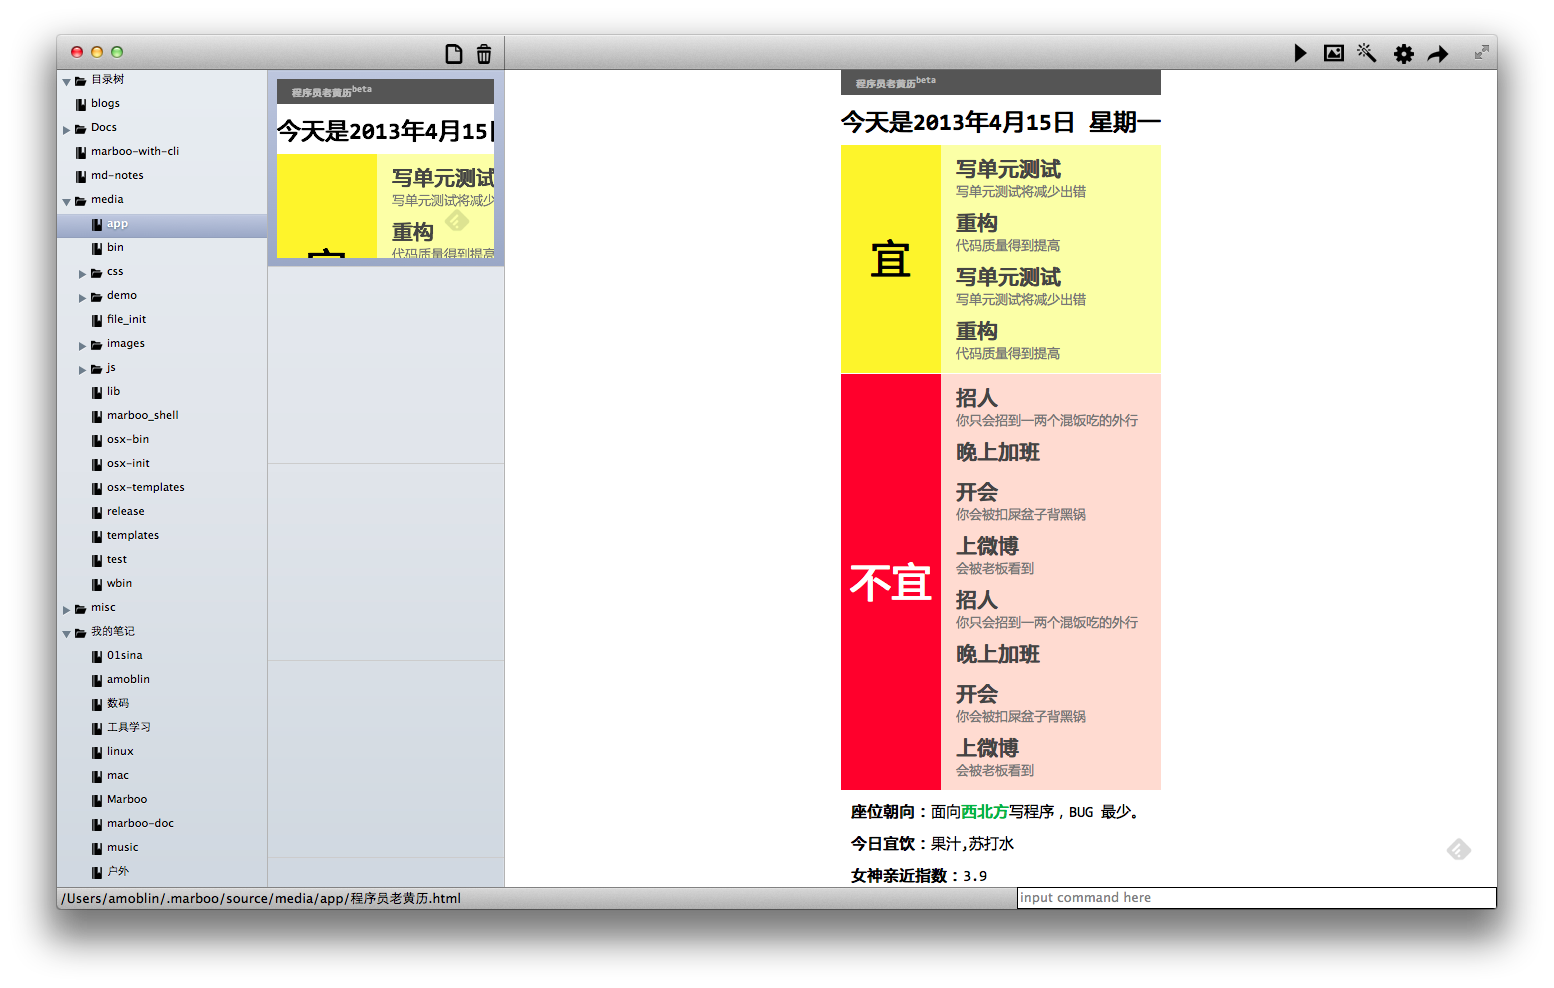 目录树
blogs
Docs
marboo-with-cli
md-notes
media
app
bin
css
demo
file_init
images
js
lib
marboo_shell
osx-bin
osx-init
osx-templates
release
templates
test
wbin
misc
我的笔记
01sina
amoblin
数码
工具学习
linux
mac
Marboo
marboo-doc
music
户外
程序员老黄历beta
今天是2013年4月15日
写单元测试
写单元测试将减少
重构
代码质量得到提高
宜
程序员老黄历beta
今天是2013年4月15日 星期一
宜
写单元测试
写单元测试将减少出错
重构
代码质量得到提高
写单元测试
写单元测试将减少出错
重构
代码质量得到提高
不宜
招人
你只会招到一两个混饭吃的外行
晚上加班
开会
你会被扣屎盆子背黑锅
上微博
会被老板看到
招人
你只会招到一两个混饭吃的外行
晚上加班
开会
你会被扣屎盆子背黑锅
上微博
会被老板看到
座位朝向：面向西北方写程序，BUG 最少。
今日宜饮：果汁,苏打水
女神亲近指数：3.9
/Users/amoblin/.marboo/source/media/app/程序员老黄历.html
input command here